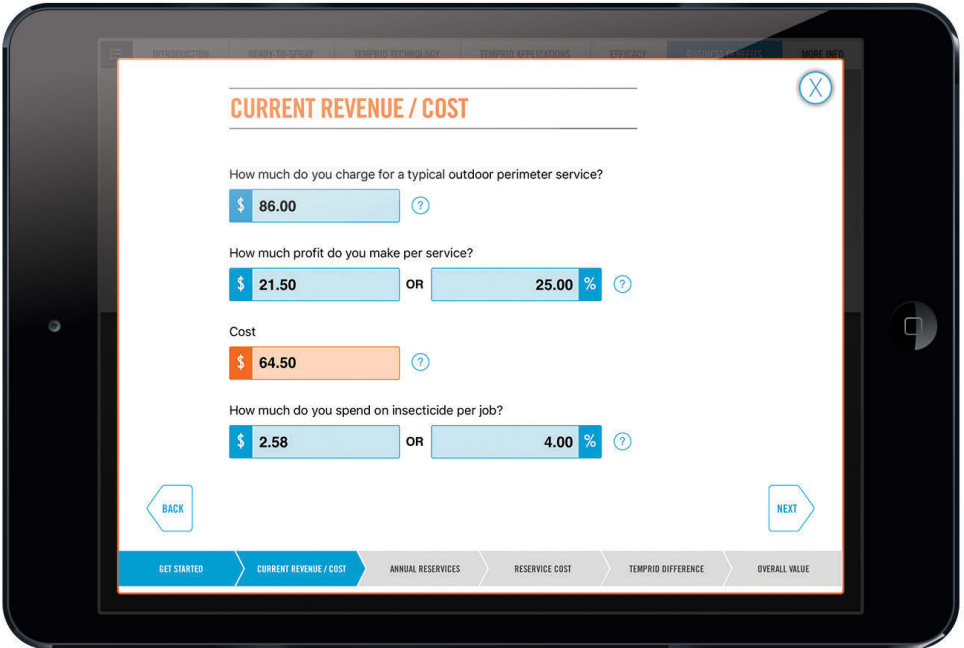 INTRODUCTION READY-TO-SPRAY TEMPRID TECHNOLOGY TEMPRID APPLICATIONS EFFICACY BUSINESS BENEFITS MORE INFO
X
CURRENT REVENUE / COST
How much do you charge for a typical outdoor perimeter service?
$ 86.00 ?
How much profit do you make per service?
$ 21.50 OR 25.00 % ?
Cost
$ 64.50 ?
How much do you spend on insecticide per job?
$ 2.58 OR 4.00 % ?
BACK NEXT
GET STARTED CURRENT REVENUE / COST ANNUAL RESERVICES RESERVICE COST TEMPRID DIFFERENCE OVERALL VALUE